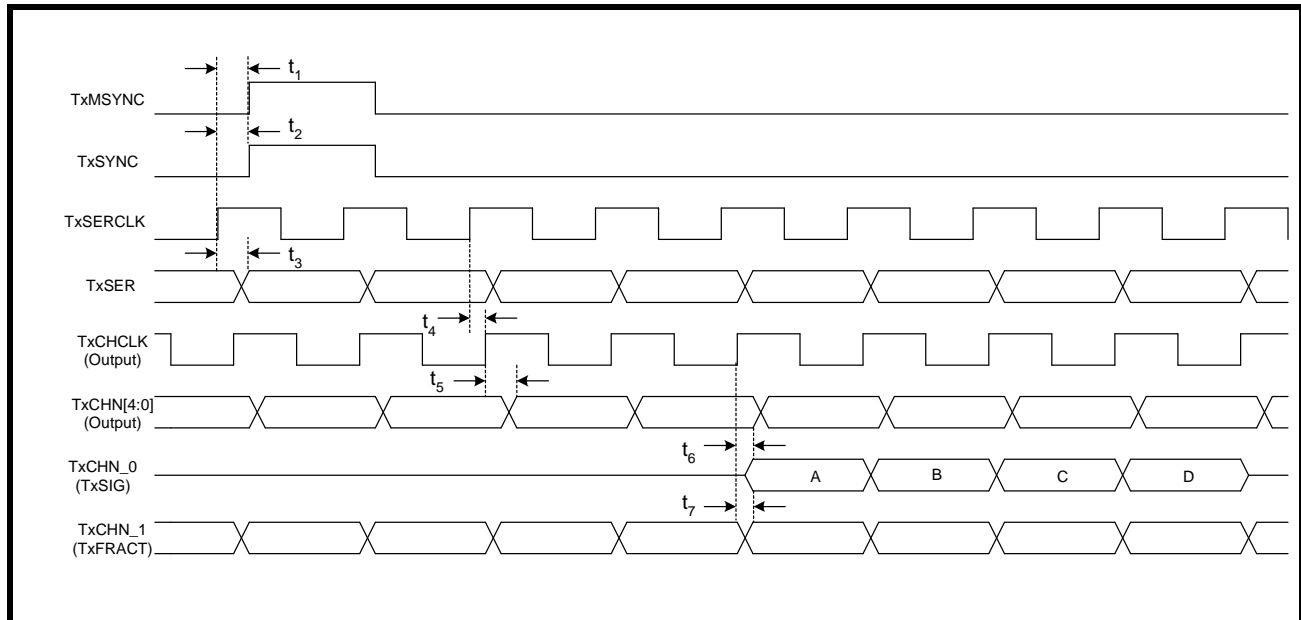 t1
TxMSYNC
t2
TxSYNC
TxSERCLK
t3
TxSER
t4
TxCHCLK
(Output)
t5
TxCHN[4:0]
(Output)
t6
TxCHN_0
(TxSIG)
A B C D
t7
TxCHN_1
(TxFRACT)